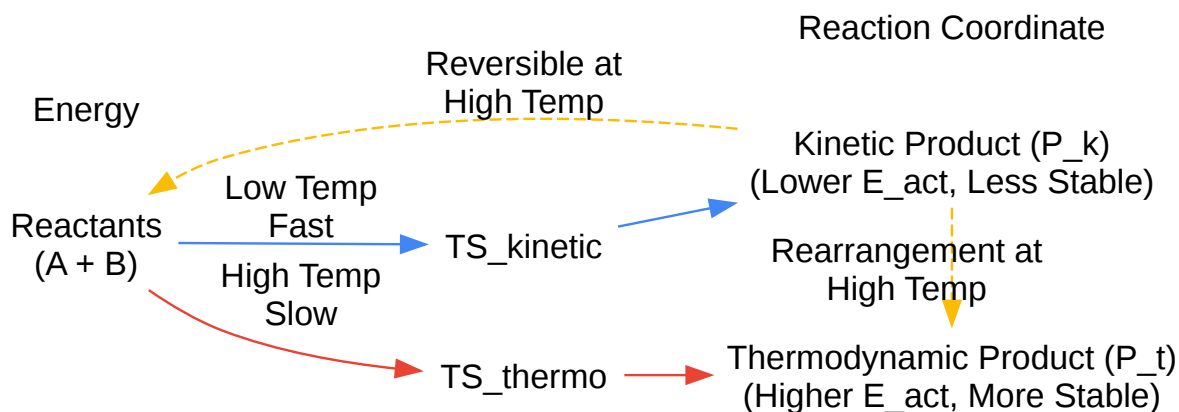 Reaction Coordinate
Reversible at
High Temp
Energy
Kinetic Product (P_k)
(Lower E_act, Less Stable)
Low Temp
Fast
Reactants
(A + B)
TS_kinetic
High Temp
Slow
Rearrangement at
High Temp
TS_thermo
Thermodynamic Product (P_t)
(Higher E_act, More Stable)